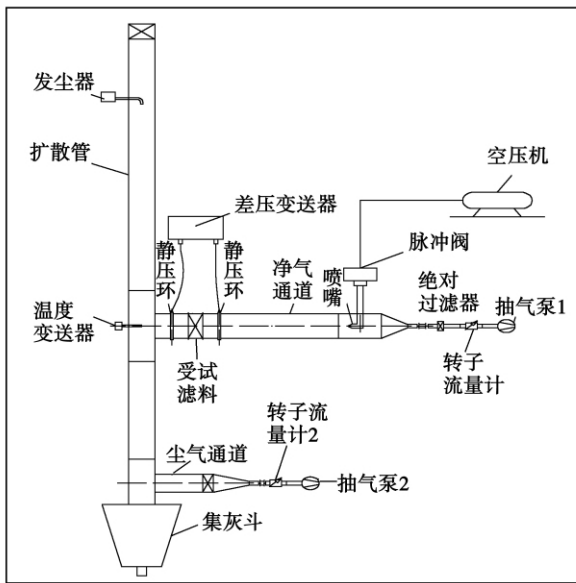 发尘器
扩散管
空压机
差压变送器
静
压
环
静
压
环
净气
通道
喷
嘴
脉冲阀
绝对
过滤器
抽气泵1
温度
变送器
受试
滤料
转子
流量计
转子流
量计2
尘气通道
抽气泵2
集灰斗